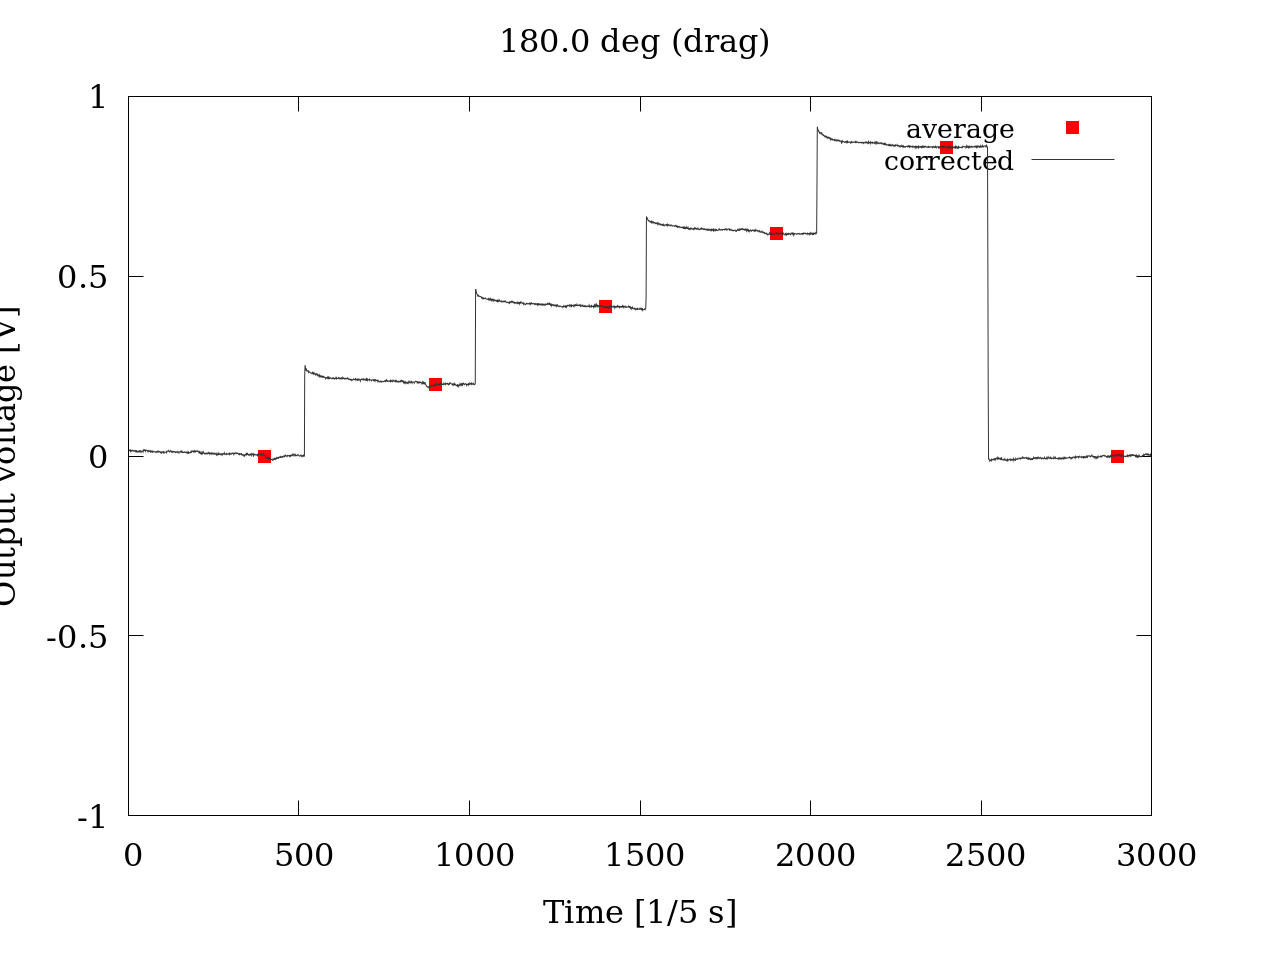 180.0 deg (drag)
average
corrected
1
0.5
0
-0.5
-1
Output voltage [V]
0 500 1000 1500 2000 2500 3000
Time [1/5 s]